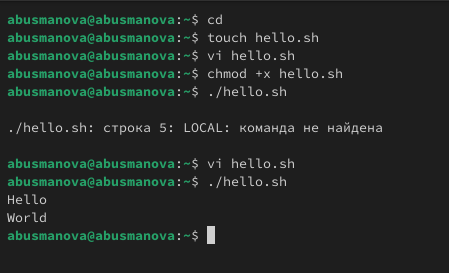 abusmanova@abusmanova:~$ cd
abusmanova@abusmanova:~$ touch hello.sh
abusmanova@abusmanova:~$ vi hello.sh
abusmanova@abusmanova:~$ chmod +x hello.sh
abusmanova@abusmanova:~$ ./hello.sh
./hello.sh: строка 5: LOCAL: команда не найдена
abusmanova@abusmanova:~$ vi hello.sh
abusmanova@abusmanova:~$ ./hello.sh
Hello
World
abusmanova@abusmanova:~$